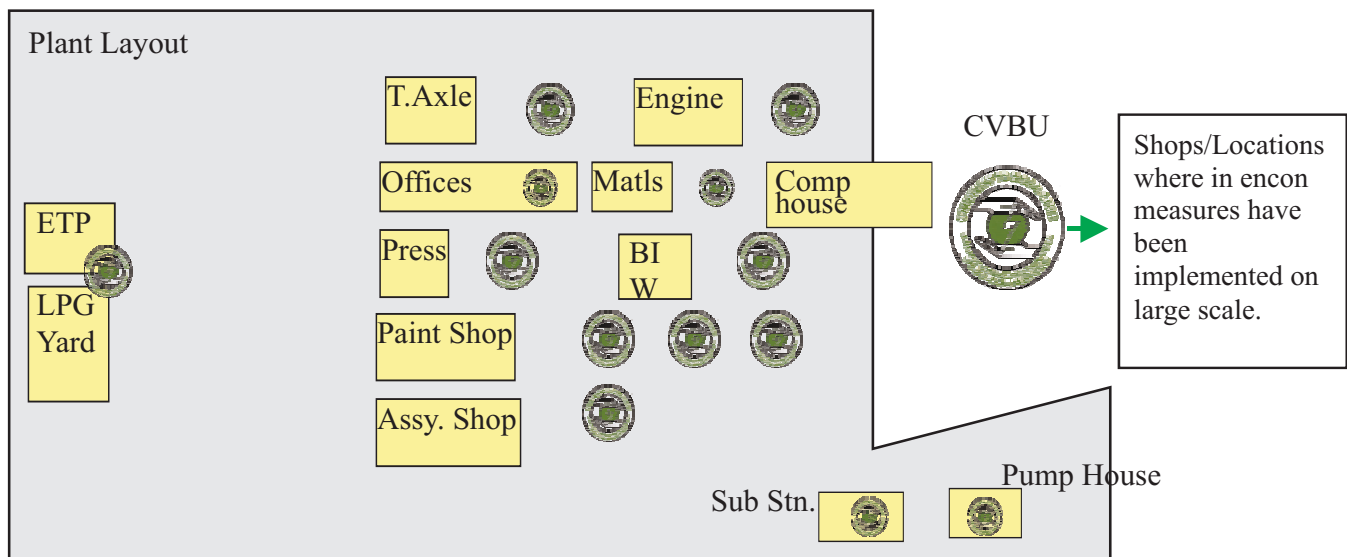 Plant Layout
T.Axle
Engine
CVBU
Shops/Locations
where in encon
measures have
been
implemented on
large scale.
Offices
Matls
Comp
house
ETP
Press
BI
W
LPG
Yard
Paint Shop
Assy. Shop
Pump House
Sub Stn.